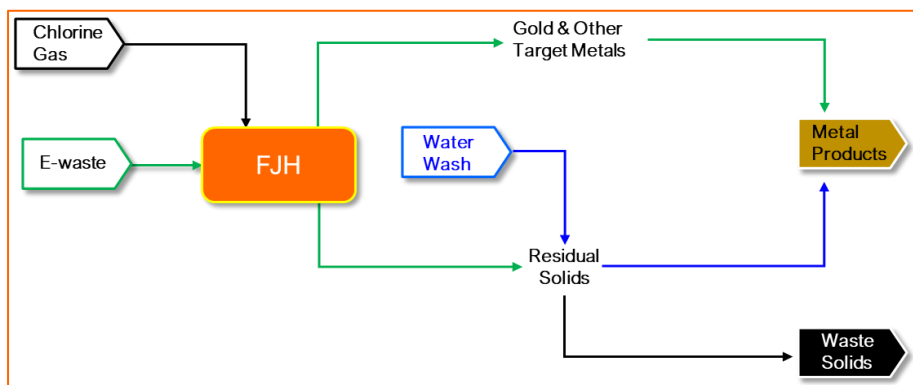 Chlorine
Gas
Gold & Other
Target Metals
E-waste
FJH
Water
Wash
Metal
Products
Residual
Solids
Waste
Solids